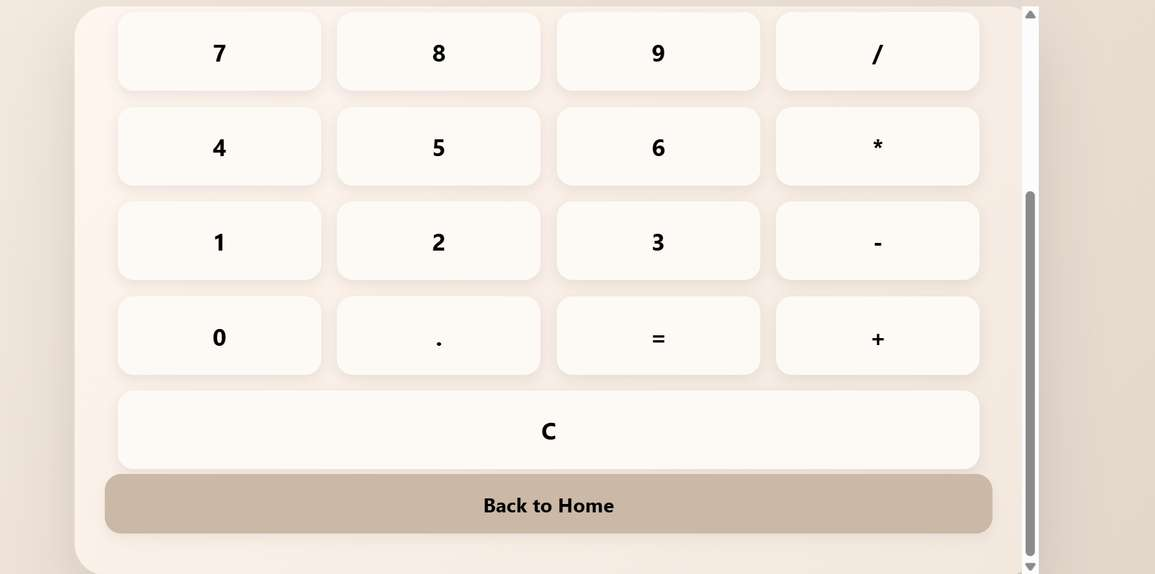 7 8 9 /
4 5 6 *
1 2 3 -
0 . = +
C
Back to Home